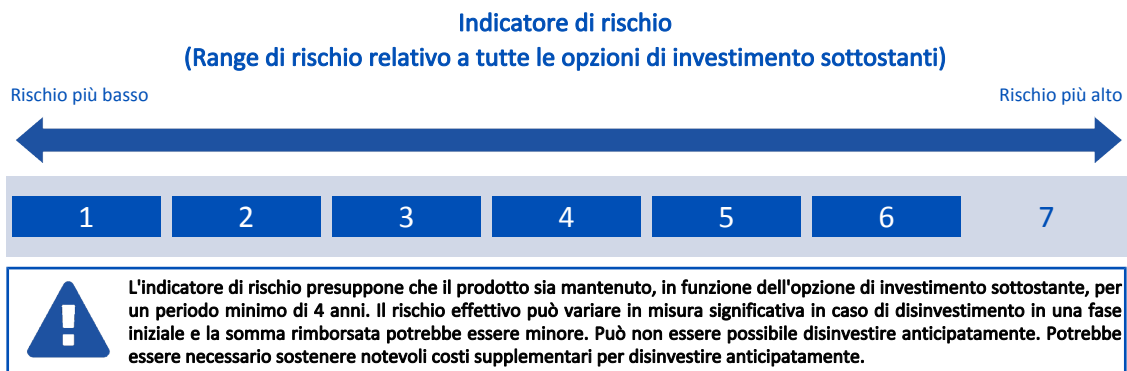 Indicatore di rischio
(Range di rischio relativo a tutte le opzioni di investimento sottostanti)
Rischio più basso Rischio più alto
1 2 3 4 5 6 7
L'indicatore di rischio presuppone che il prodotto sia mantenuto, in funzione dell'opzione di investimento sottostante, per
un periodo minimo di 4 anni. Il rischio effettivo può variare in misura significativa in caso di disinvestimento in una fase
iniziale e la somma rimborsata potrebbe essere minore. Può non essere possibile disinvestire anticipatamente. Potrebbe
essere necessario sostenere notevoli costi supplementari per disinvestire anticipatamente.